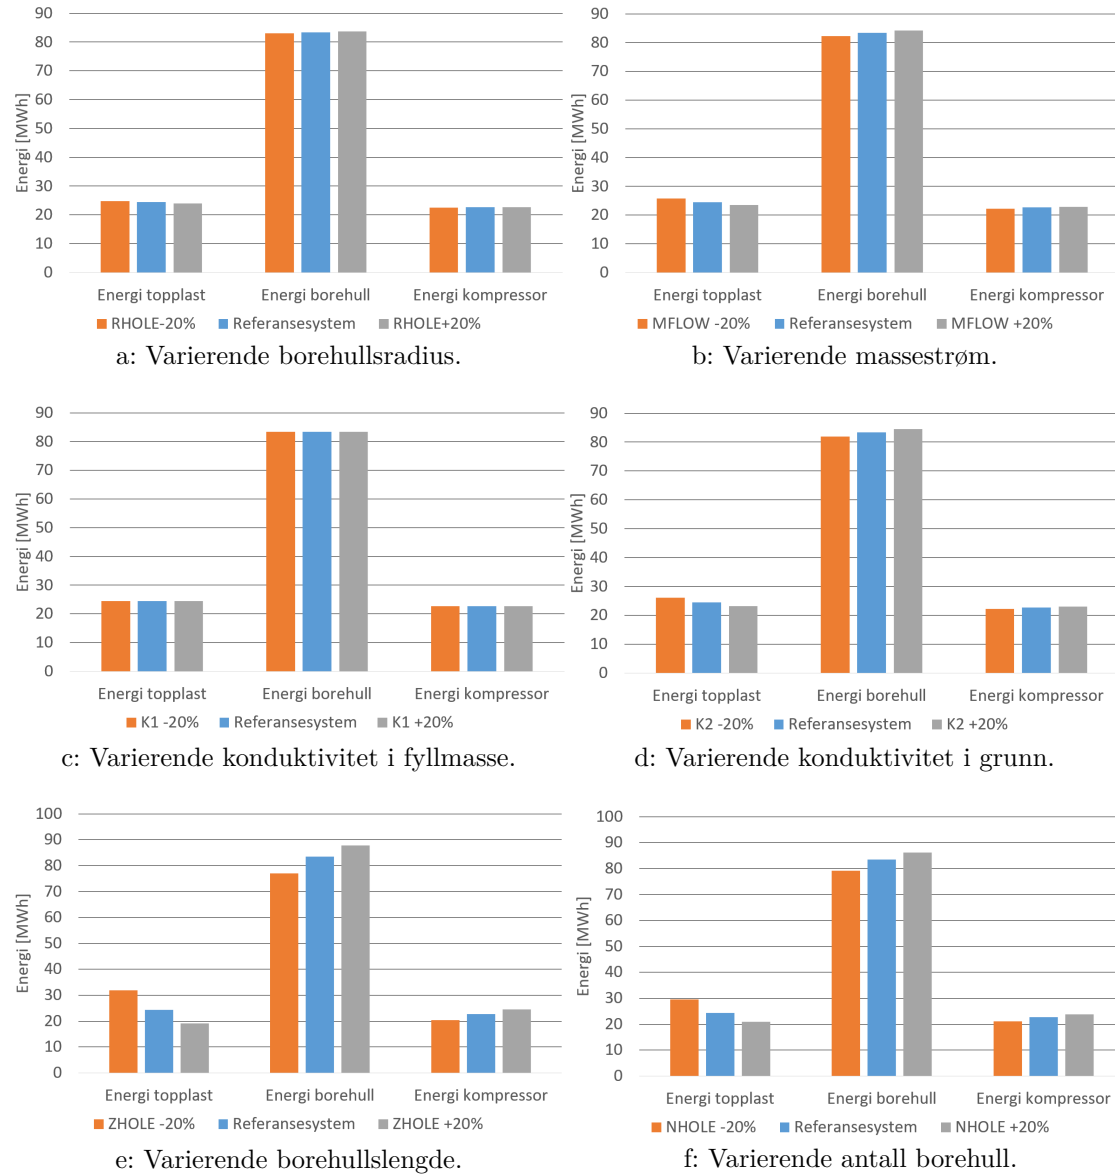 90
80
70
60
50
40
30
20
10
0
Energi [MWh]
Energi topplast Energi borehull Energi kompressor
RHOLE-20% Referansesystem RHOLE+20%
a: Varierende borehullsradius.
90
80
70
60
50
40
30
20
10
0
Energi [MWh]
Energi topplast Energi borehull Energi kompressor
MFLOW -20% Referansesystem MFLOW +20%
b: Varierende massestrøm.
90
80
70
60
50
40
30
20
10
0
Energi [MWh]
Energi topplast Energi borehull Energi kompressor
K1 -20% Referansesystem K1 +20%
c: Varierende konduktivitet i fyllmasse.
90
80
70
60
50
40
30
20
10
0
Energi [MWh]
Energi topplast Energi borehull Energi kompressor
K2 -20% Referansesystem K2 +20%
d: Varierende konduktivitet i grunn.
100
90
80
70
60
50
40
30
20
10
0
Energi [MWh]
Energi topplast Energi borehull Energi kompressor
ZHOLE -20% Referansesystem ZHOLE +20%
e: Varierende borehullslengde.
100
90
80
70
60
50
40
30
20
10
0
Energi [MWh]
Energi topplast Energi borehull Energi kompressor
NHOLE -20% Referansesystem NHOLE +20%
f: Varierende antall borehull.